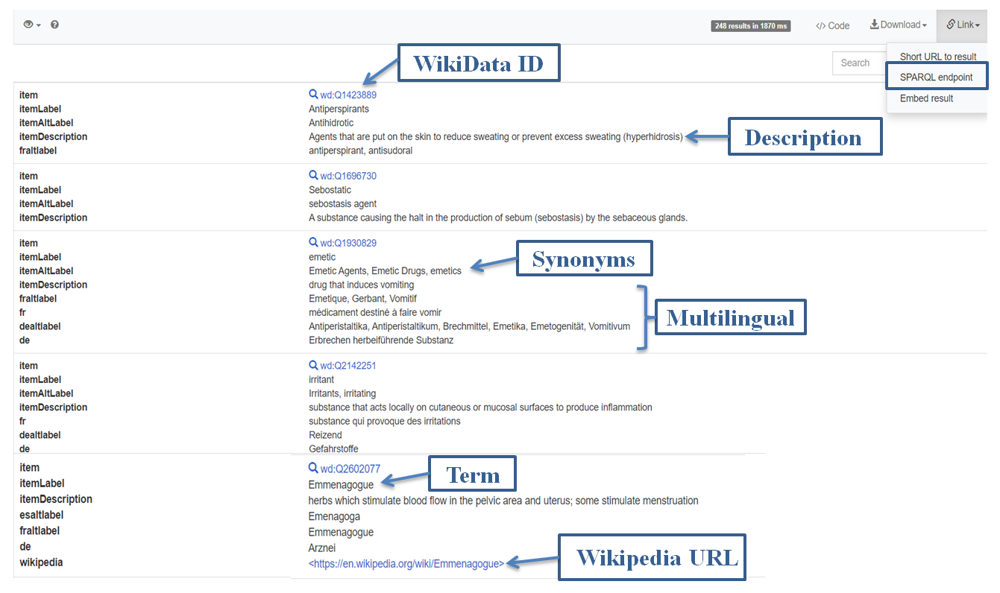 248 results in 1870 ms </> Code Download Link
Short URL to result
Search
SPARQL endpoint
Embed result
WikiData ID
item wd:Q1423889
itemLabel Antiperspirants
itemAltLabel Antihidrotic
itemDescription Agents that are put on the skin to reduce sweating or prevent excess sweating (hyperhidrosis)
Description
fraltlabel antiperspirant, antisudoral
item wd:Q1696730
itemLabel Sebostatic
itemAltLabel sebostasis agent
itemDescription A substance causing the halt in the production of sebum (sebostasis) by the sebaceous glands.
item wd:Q1930829
itemLabel emetic
Synonyms
itemAltLabel Emetic Agents, Emetic Drugs, emetics
itemDescription drug that induces vomiting
fraltlabel Emetique, Gerbant, Vomitif
fr médicament destiné à faire vomir
Multilingual
dealtlabel Antiperistaltika, Antiperistaltikum, Brechmittel, Emetika, Emetogenität, Vomitivum
de Erbrechen herbeiführende Substanz
item wd:Q2142251
itemLabel irritant
itemAltLabel Irritants, irritating
itemDescription substance that acts locally on cutaneous or mucosal surfaces to produce inflammation
fr substance qui provoque des irritations
dealtlabel Reizend
de Gefahrstoffe
item wd:Q2602077
Term
itemLabel Emmenagogue
itemDescription herbs which stimulate blood flow in the pelvic area and uterus; some stimulate menstruation
esaltlabel Emenagoga
fraltlabel Emmenagogue
de Arznei
wikipedia <https://en.wikipedia.org/wiki/Emmenagogue>
Wikipedia URL